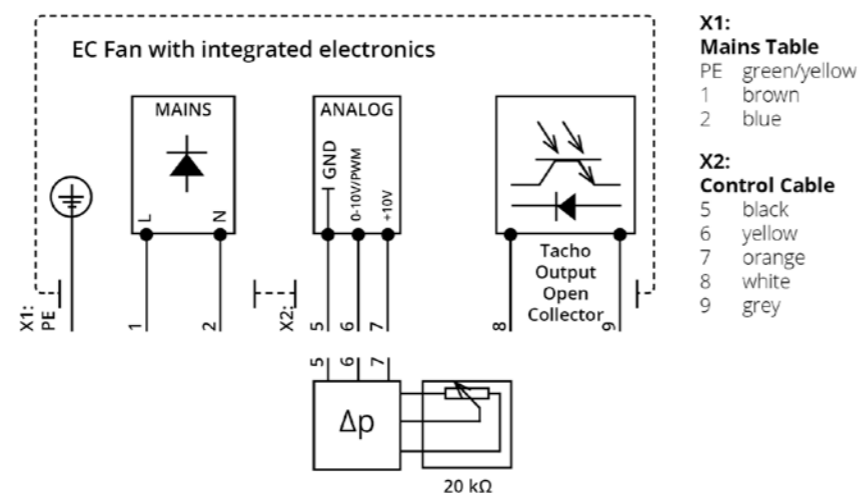 EC Fan with integrated electronics
MAINS
L
N
ANALOG
GND
0-10V/PWM
+10V
Tacho
Output
Open
Collector
X1:
PE
1
2
X2:
5
6
7
8
9
5
6
7
Δp
20 kΩ
X1:
Mains Table
PE green/yellow
1 brown
2 blue
X2:
Control Cable
5 black
6 yellow
7 orange
8 white
9 grey